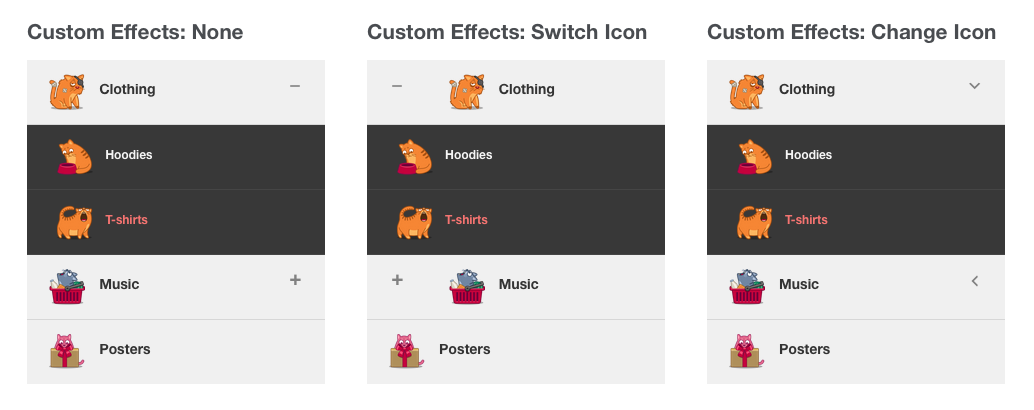 Custom Effects: None
Clothing
Hoodies
T-shirts
Music
Posters
Custom Effects: Switch Icon
Clothing
Hoodies
T-shirts
Music
Posters
Custom Effects: Change Icon
Clothing
Hoodies
T-shirts
Music
Posters